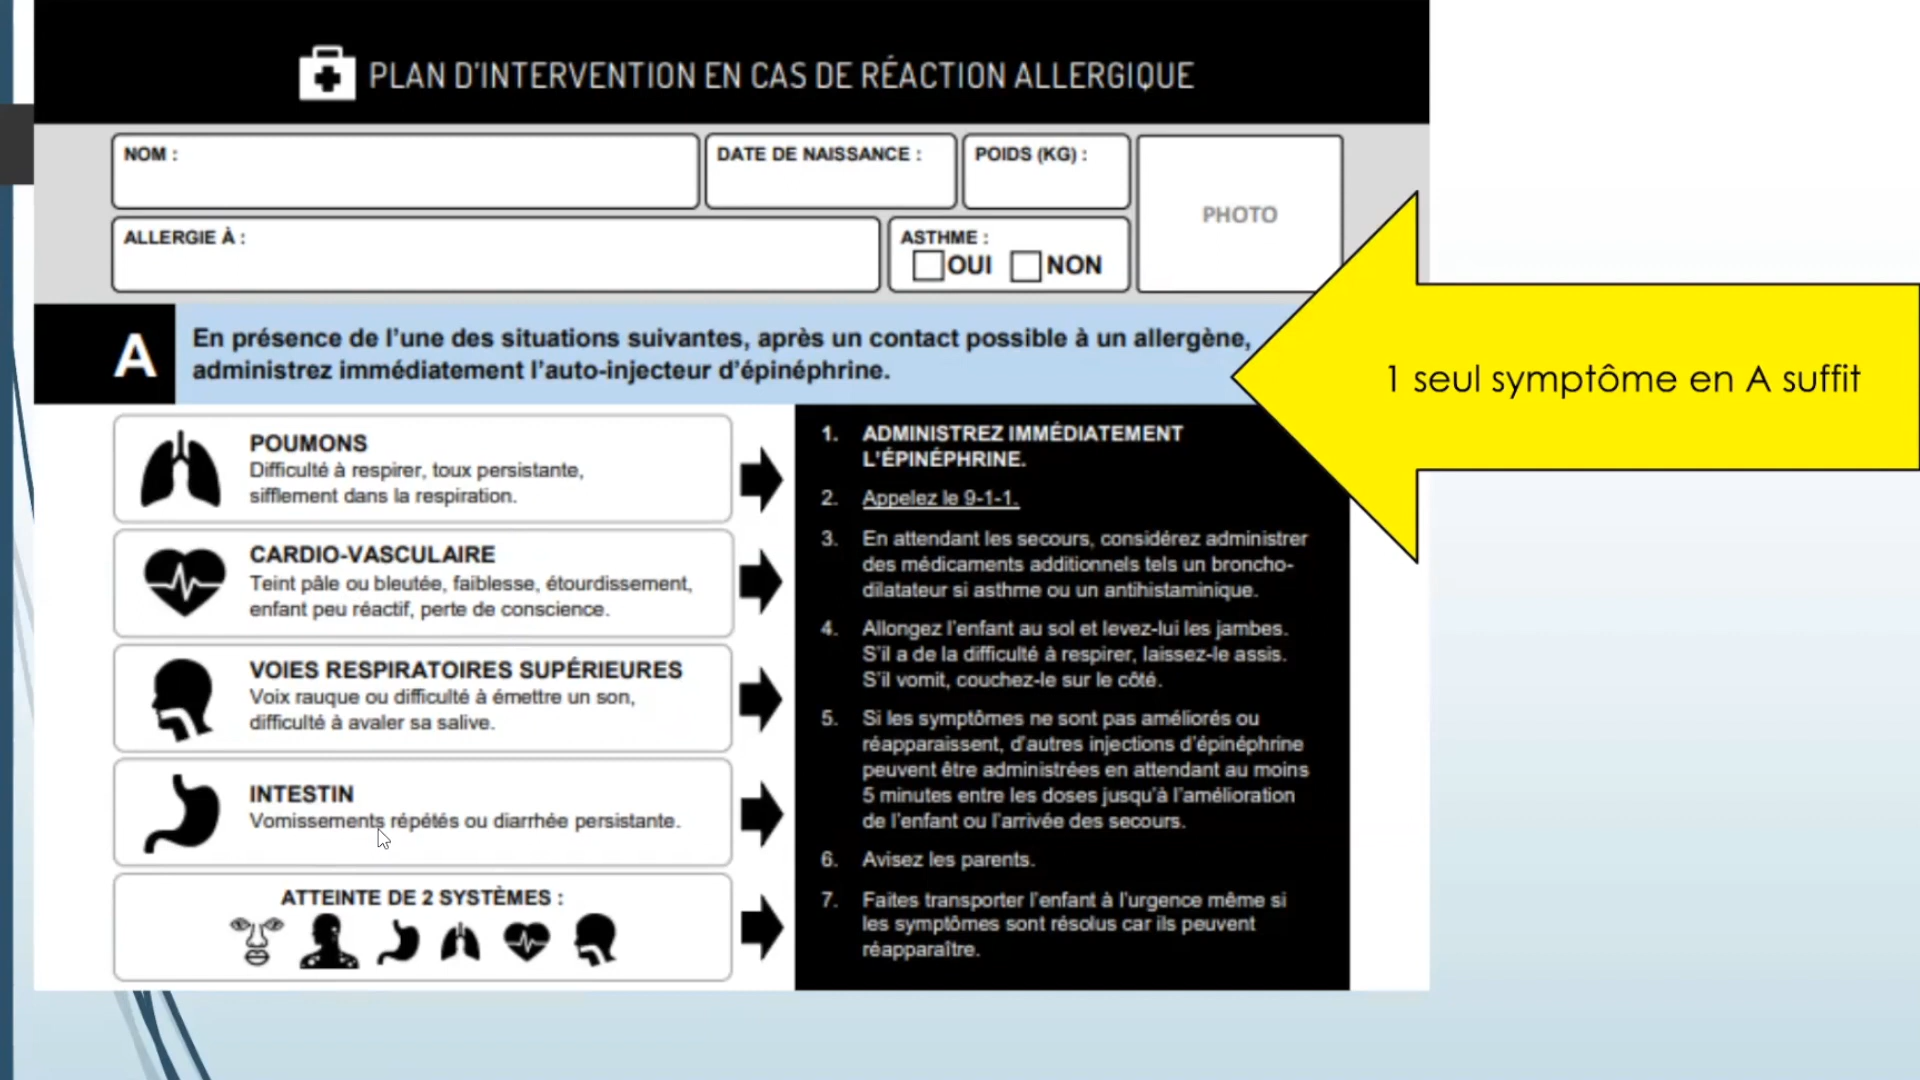 PLAN D'INTERVENTION EN CAS DE RÉACTION ALLERGIQUE
NOM :
DATE DE NAISSANCE :
POIDS (KG) :
PHOTO
ALLERGIE À :
ASTHME :
OUI NON
A
En présence de l'une des situations suivantes, après un contact possible à un allergène,
administrez immédiatement l'auto-injecteur d'épinéphrine.
1 seul symptôme en A suffit
POUMONS
Difficulté à respirer, toux persistante,
sifflement dans la respiration.
CARDIO-VASCULAIRE
Teint pâle ou bleutée, faiblesse, étourdissement,
enfant peu réactif, perte de conscience.
VOIES RESPIRATOIRES SUPÉRIEURES
Voix rauque ou difficulté à émettre un son,
difficulté à avaler sa salive.
INTESTIN
Vomissements répétés ou diarrhée persistante.
ATTEINTE DE 2 SYSTÈMES :
1. ADMINISTREZ IMMÉDIATEMENT
L'ÉPINÉPHRINE.
2. Appelez le 9-1-1.
3. En attendant les secours, considérez administrer
des médicaments additionnels tels un broncho-
dilatateur si asthme ou un antihistaminique.
4. Allongez l'enfant au sol et levez-lui les jambes.
S'il a de la difficulté à respirer, laissez-le assis.
S'il vomit, couchez-le sur le côté.
5. Si les symptômes ne sont pas améliorés ou
réapparaissent, d'autres injections d'épinéphrine
peuvent être administrées en attendant au moins
5 minutes entre les doses jusqu'à l'amélioration
de l'enfant ou l'arrivée des secours.
6. Avisez les parents.
7. Faites transporter l'enfant à l'urgence même si
les symptômes sont résolus car ils peuvent
réapparaître.